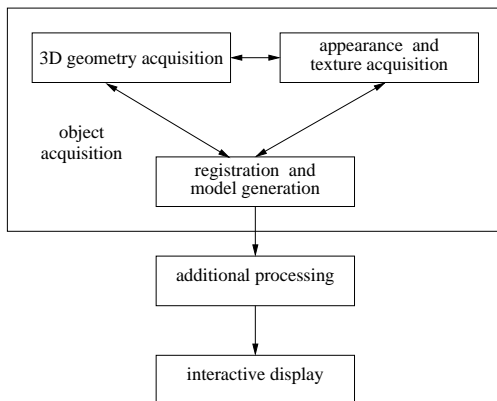 3D geometry acquisition
appearance and
texture acquisition
object
acquisition
registration and
model generation
additional processing
interactive display